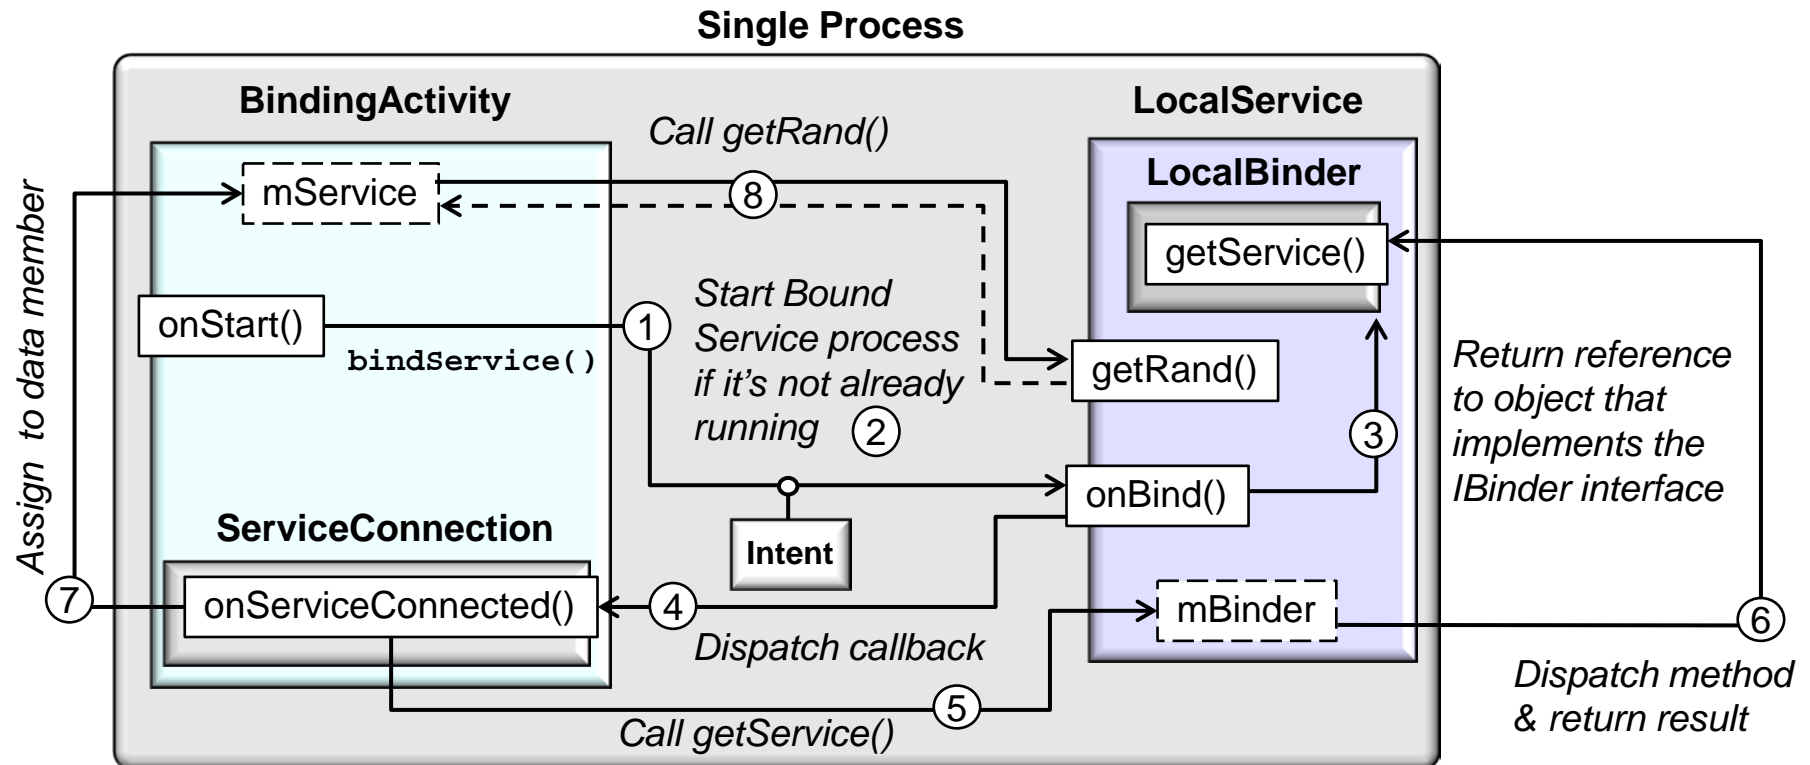 Single Process
BindingActivity
LocalService
Call getRand()
LocalBinder
mService
8
getService()
Assign to data member
onStart()
1
bindService()
Start Bound
Service process
if it’s not already
running
2
getRand()
3
Return reference
to object that
implements the
IBinder interface
onBind()
Intent
ServiceConnection
onServiceConnected()
7
4
Dispatch callback
mBinder
6
Dispatch method
& return result
5
Call getService()